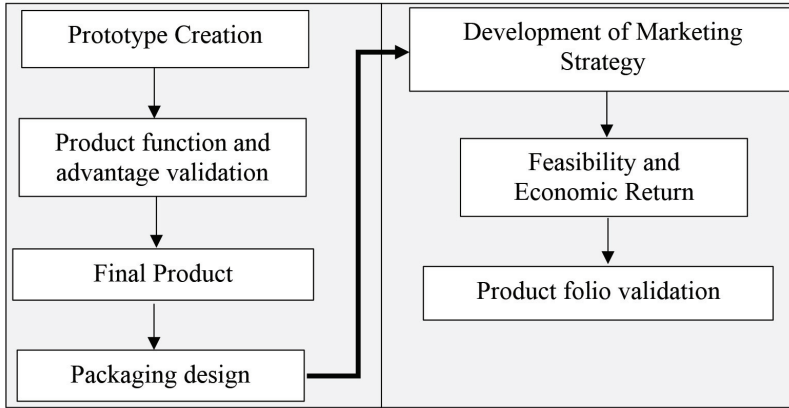 Prototype Creation
Product function and
advantage validation
Final Product
Packaging design
Development of Marketing
Strategy
Feasibility and
Economic Return
Product folio validation